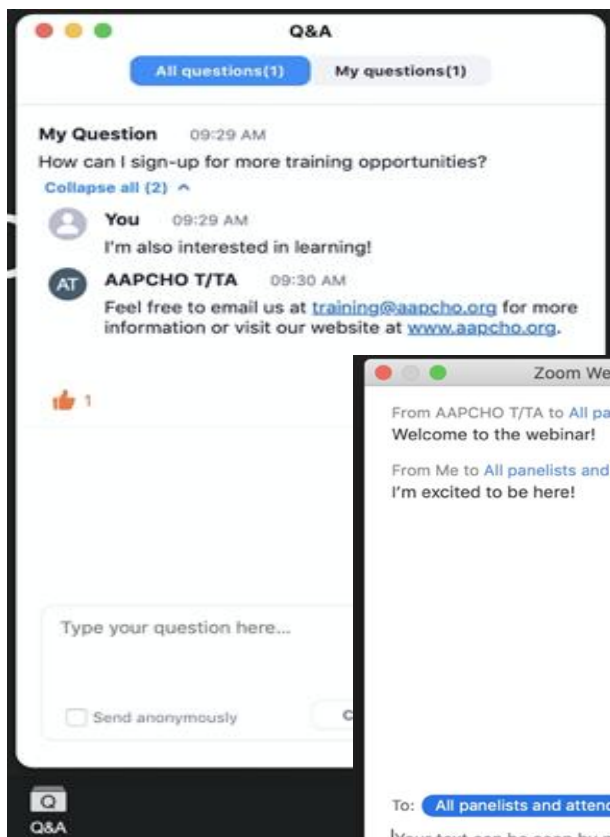 Q&A
All questions(1) My questions(1)
My Question 09:29 AM
How can I sign-up for more training opportunities?
Collapse all (2)
You 09:29 AM
I'm also interested in learning!
AT AAPCHO T/TA 09:30 AM
Feel free to email us at training@aapcho.org for more
information or visit our website at www.aapcho.org.
1
Type your question here...
Send anonymously
Q
Q&A
Zoom We
From AAPCHO T/TA to All pa
Welcome to the webinar!
From Me to All panelists and
I'm excited to be here!
To: All panelists and attend